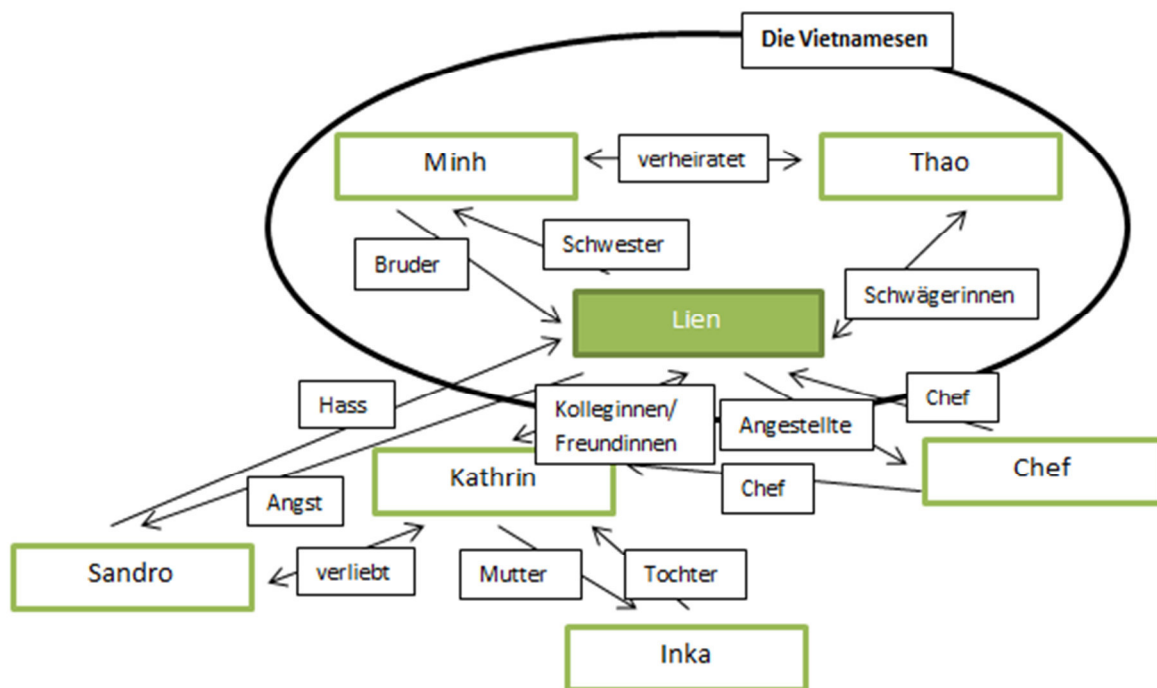 Die Vietnamesen
Minh
verheiratet
Thao
Bruder
Schwester
Schwägerinnen
Lien
Hass
Kolleginnen/
Freundinnen
Angestellte
Chef
Chef
Kathrin
Chef
Angst
Sandro
verliebt
Mutter
Tochter
Inka